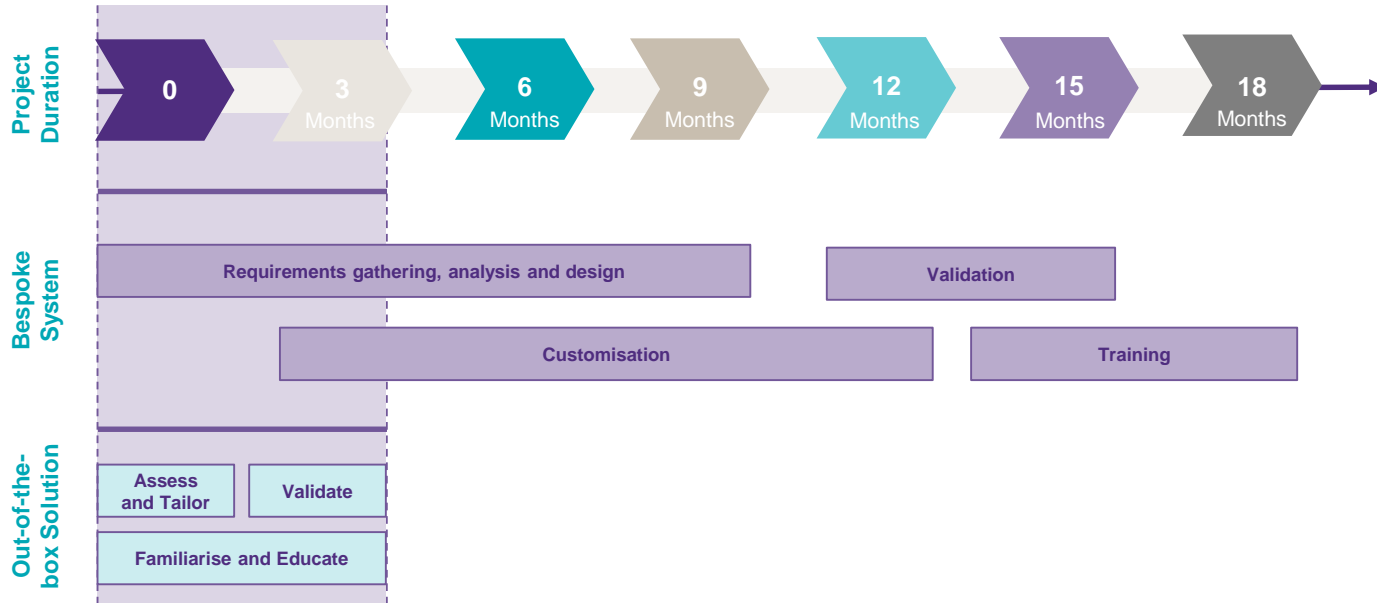 Project
Duration
0
3
Months
6
Months
9
Months
12
Months
15
Months
18
Months
Bespoke
System
Requirements gathering, analysis and design
Validation
Customisation
Training
Out-of-the-
box Solution
Assess
and Tailor
Validate
Familiarise and Educate